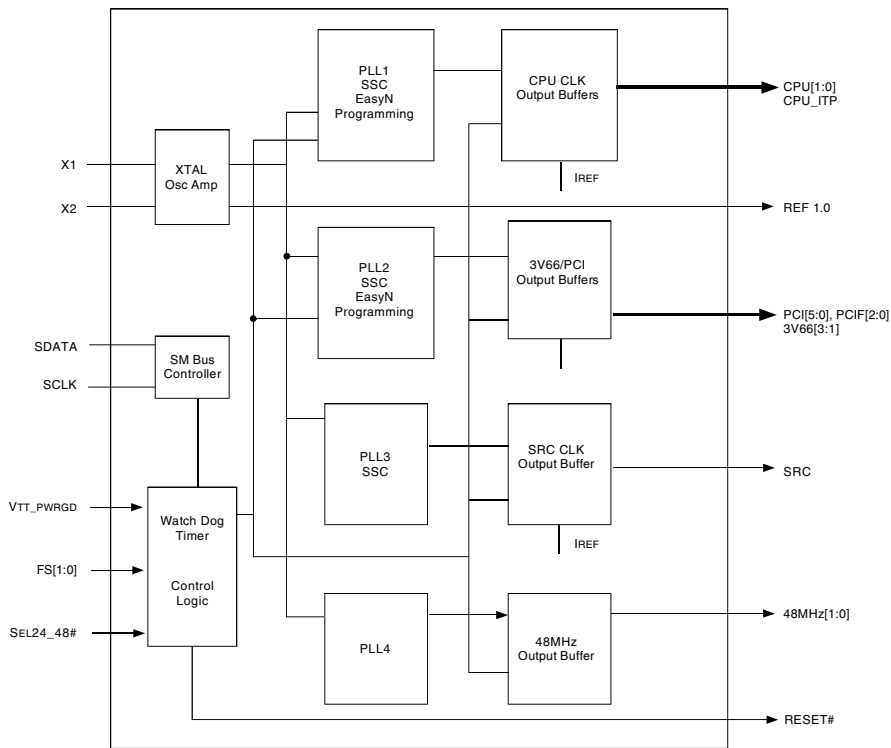 PLL1
SSC
EasyN
Programming
CPU CLK
Output Buffers
CPU[1:0]
CPU_ITP
X1
XTAL
Osc Amp
IREF
X2
REF 1.0
PLL2
SSC
EasyN
Programming
3V66/PCI
Output Buffers
PCI[5:0], PCIF[2:0]
3V66[3:1]
SDATA
SM Bus
Controller
SCLK
PLL3
SSC
SRC CLK
Output Buffer
SRC
VTT_PWRGD
Watch Dog
Timer
IREF
FS[1:0]
Control
Logic
SEL24_48#
PLL4
48MHz
Output Buffer
48MHz[1:0]
RESET#